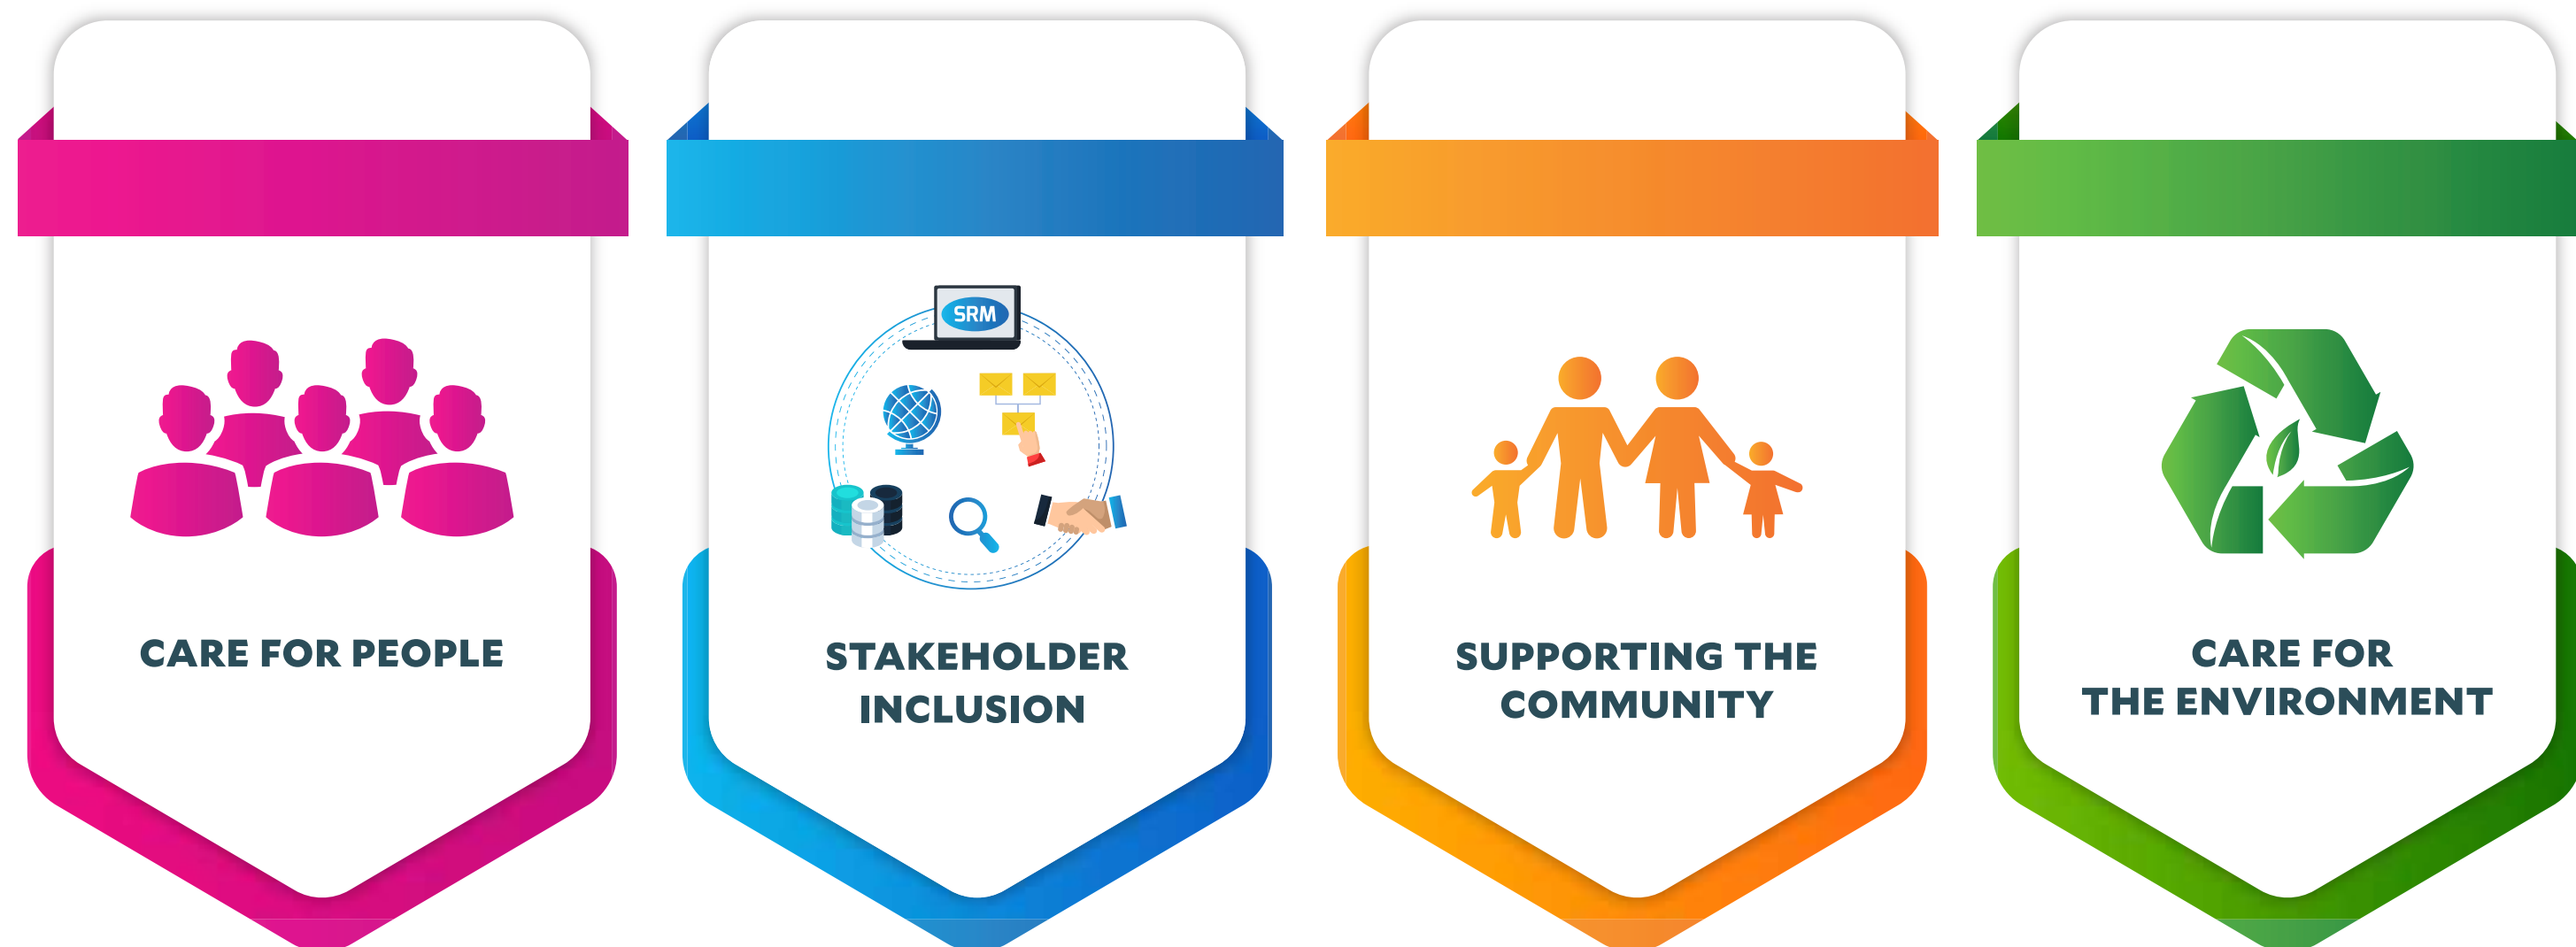 SRM
CARE FOR PEOPLE
STAKEHOLDER
INCLUSION
SUPPORTING THE
COMMUNITY
CARE FOR
THE ENVIRONMENT